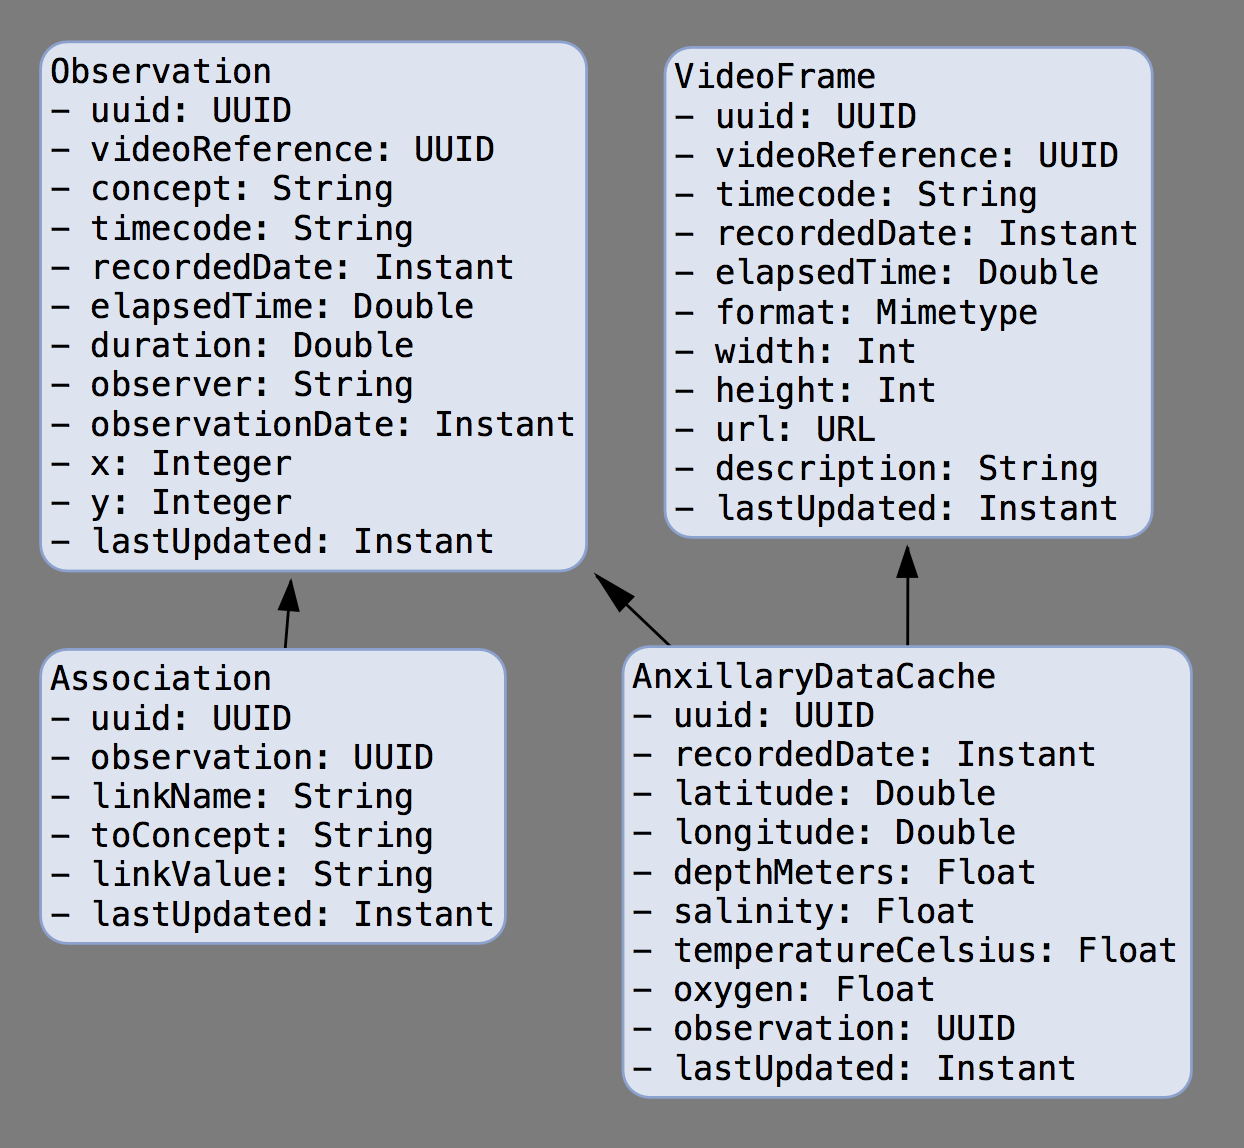 Observation
– uuid: UUID
– videoReference: UUID
– concept: String
– timecode: String
– recordedDate: Instant
– elapsedTime: Double
– duration: Double
– observer: String
– observationDate: Instant
– x: Integer
– y: Integer
– lastUpdated: Instant
VideoFrame
– uuid: UUID
– videoReference: UUID
– timecode: String
– recordedDate: Instant
– elapsedTime: Double
– format: Mimetype
– width: Int
– height: Int
– url: URL
– description: String
– lastUpdated: Instant
Association
– uuid: UUID
– observation: UUID
– linkName: String
– toConcept: String
– linkValue: String
– lastUpdated: Instant
AnxillaryDataCache
– uuid: UUID
– recordedDate: Instant
– latitude: Double
– longitude: Double
– depthMeters: Float
– salinity: Float
– temperatureCelsius: Float
– oxygen: Float
– observation: UUID
– lastUpdated: Instant